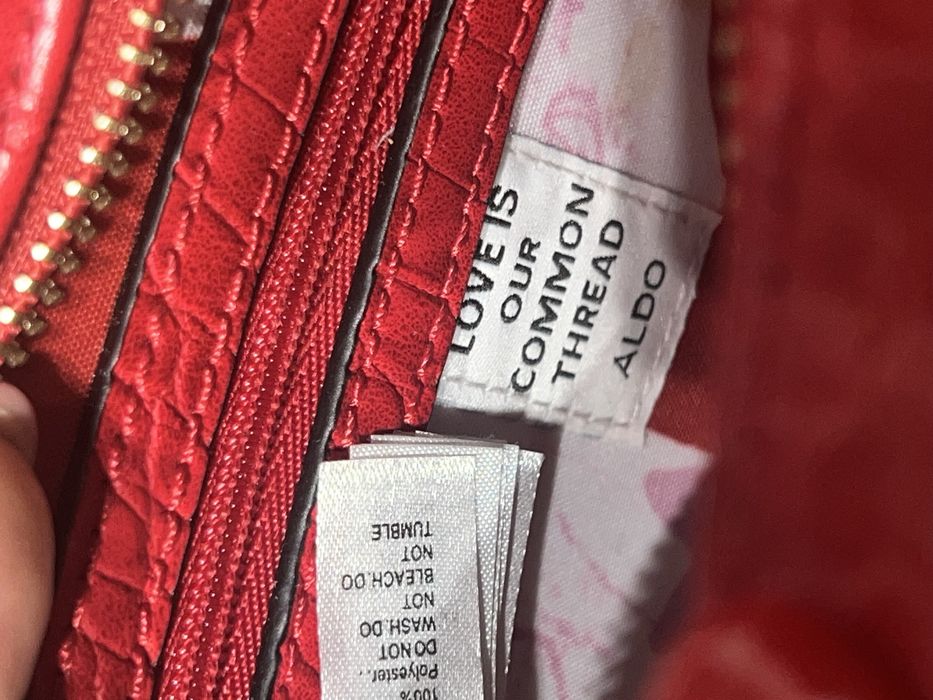 LOVE IS
OUR
COMMON
THREAD
ALDO
100%
Polyester..
DO NOT
WASH.DO
NOT
BLEACH.DO
NOT
TUMBLE